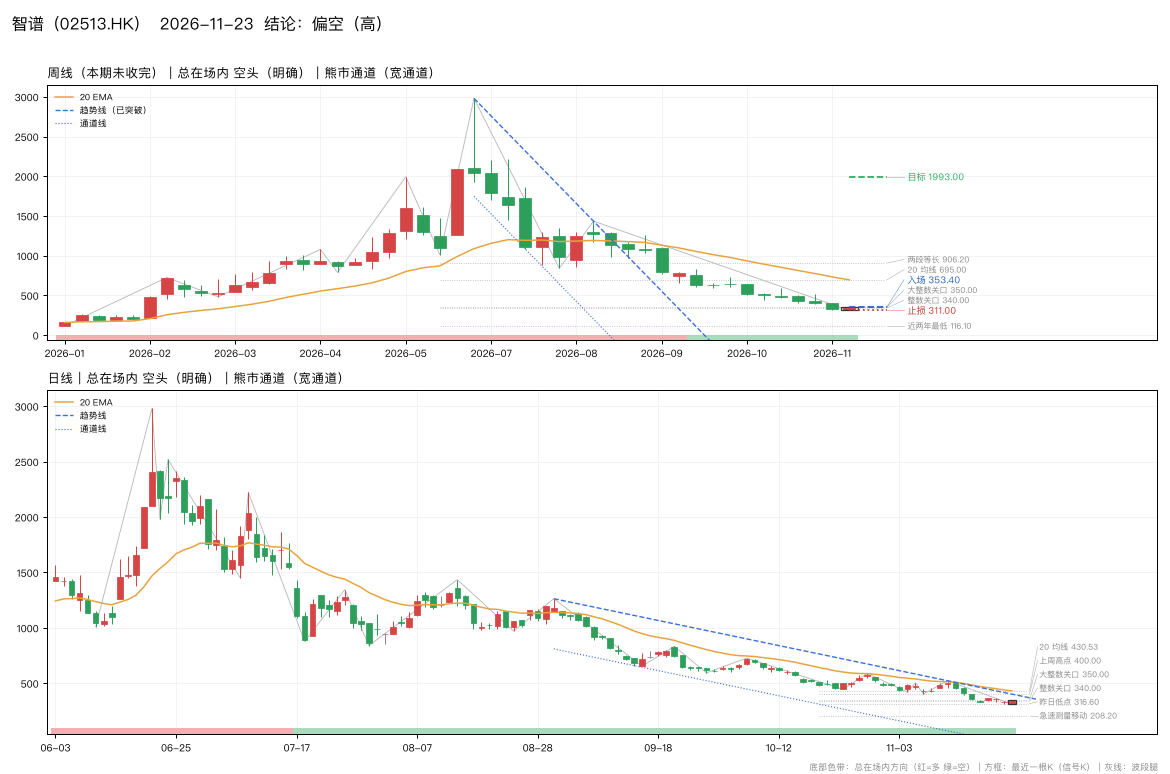 智谱（02513.HK） 2026-11-23 结论：偏空（高）
周线（本期未收完）｜总在场内 空头（明确）｜熊市通道（宽通道）
20 EMA
趋势线（已突破）
通道线
3000
2500
2000
1500
1000
500
0
目标 1993.00
两段等长 906.20
20 均线 695.00
入场 353.40
大整数关口 350.00
整数关口 340.00
止损 311.00
近两年最低 116.10
2026-01 2026-02 2026-03 2026-04 2026-05 2026-06 2026-07 2026-08 2026-09 2026-10 2026-11
日线｜总在场内 空头（明确）｜熊市通道（宽通道）
20 EMA
趋势线
通道线
3000
2500
2000
1500
1000
500
20 均线 430.53
上周高点 400.00
大整数关口 350.00
整数关口 340.00
昨日低点 316.60
急速测量移动 208.20
06-03 06-25 07-17 08-07 08-28 09-18 10-12 11-03
底部色带：总在场内方向（红=多 绿=空）｜方框：最近一根K（信号K）｜灰线：波段腿